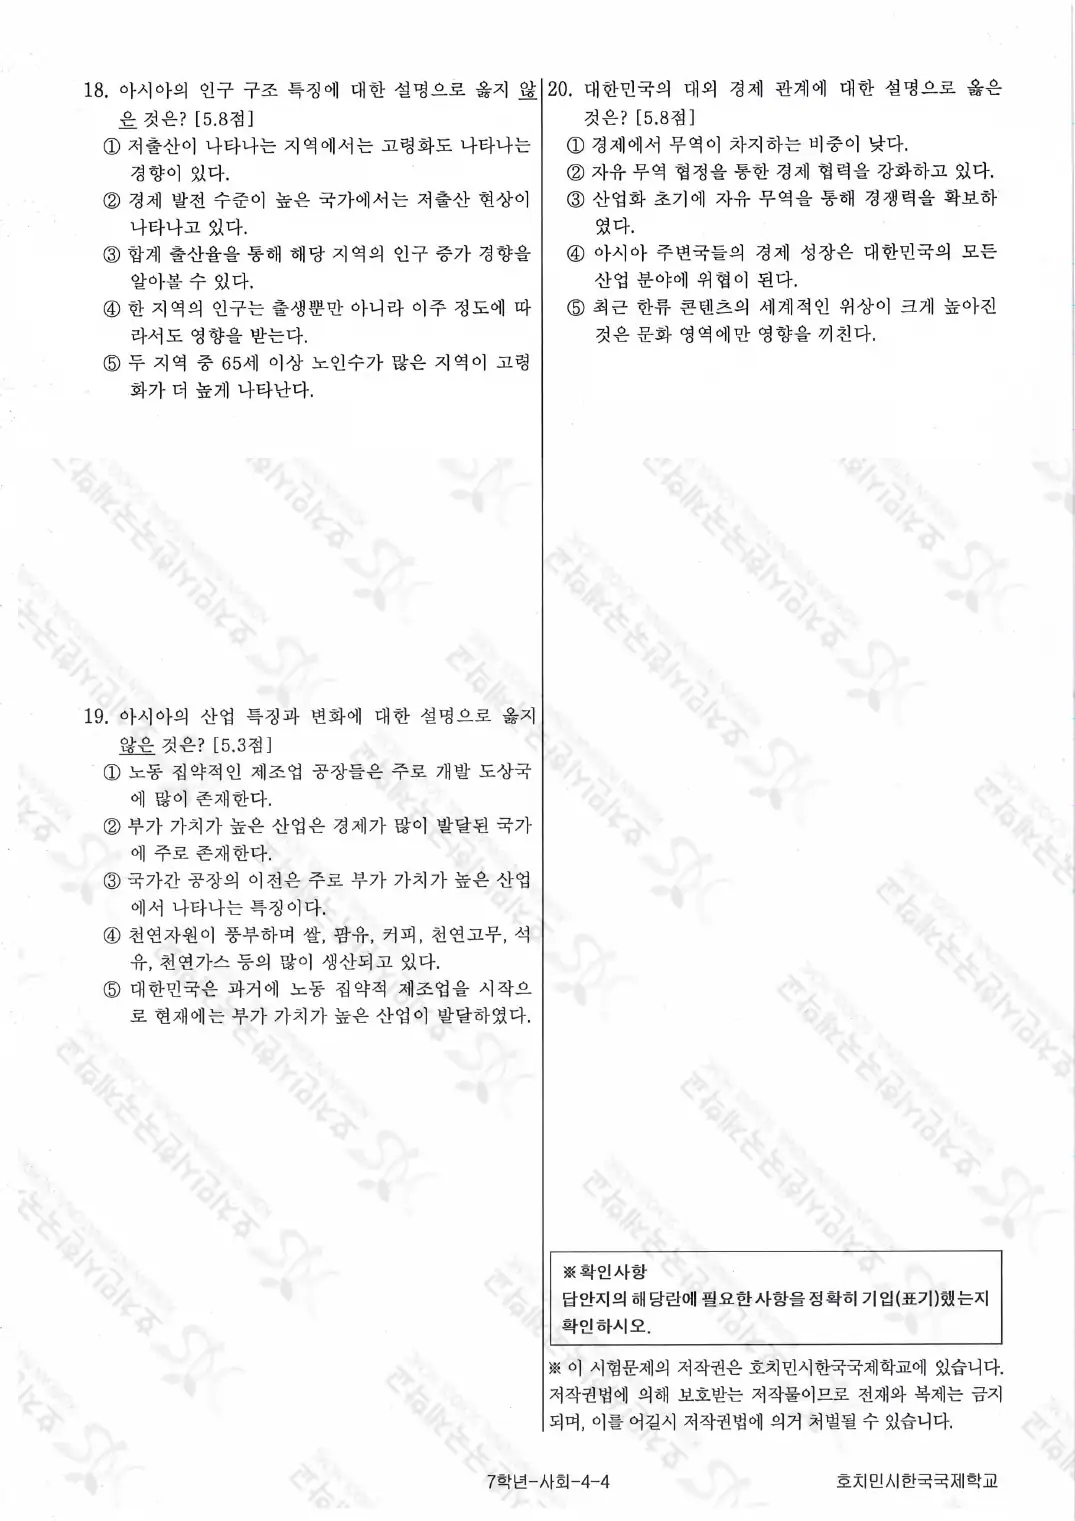 18. 아시아의 인구 구조 특징에 대한 설명으로 옳지 않
은 것은? [5.8점]
① 저출산이 나타나는 지역에서는 고령화도 나타나는
경향이 있다.
② 경제 발전 수준이 높은 국가에서는 저출산 현상이
나타나고 있다.
③ 합계 출산율을 통해 해당 지역의 인구 증가 경향을
알아볼 수 있다.
④ 한 지역의 인구는 출생뿐만 아니라 이주 정도에 따
라서도 영향을 받는다.
⑤ 두 지역 중 65세 이상 노인수가 많은 지역이 고령
화가 더 높게 나타난다.
19. 아시아의 산업 특징과 변화에 대한 설명으로 옳지
않은 것은? [5.3점]
① 노동 집약적인 제조업 공장들은 주로 개발 도상국
에 많이 존재한다.
② 부가 가치가 높은 산업은 경제가 많이 발달된 국가
에 주로 존재한다.
③ 국가간 공장의 이전은 주로 부가 가치가 높은 산업
에서 나타나는 특징이다.
④ 천연자원이 풍부하며 쌀, 팜유, 커피, 천연고무, 석
유, 천연가스 등의 많이 생산되고 있다.
⑤ 대한민국은 과거에 노동 집약적 제조업을 시작으
로 현재에는 부가 가치가 높은 산업이 발달하였다.
20. 대한민국의 대외 경제 관계에 대한 설명으로 옳은
것은? [5.8점]
① 경제에서 무역이 차지하는 비중이 낮다.
② 자유 무역 협정을 통한 경제 협력을 강화하고 있다.
③ 산업화 초기에 자유 무역을 통해 경쟁력을 확보하
였다.
④ 아시아 주변국들의 경제 성장은 대한민국의 모든
산업 분야에 위협이 된다.
⑤ 최근 한류 콘텐츠의 세계적인 위상이 크게 높아진
것은 문화 영역에만 영향을 끼친다.
※확인사항
답안지의 해당란에 필요한 사항을 정확히 기입(표기)했는지
확인하시오.
※ 이 시험문제의 저작권은 호치민시한국국제학교에 있습니다.
저작권법에 의해 보호받는 저작물이므로 전재와 복제는 금지
되며, 이를 어길시 저작권법에 의거 처벌될 수 있습니다.
7학년-사회-4-4
호치민시한국국제학교